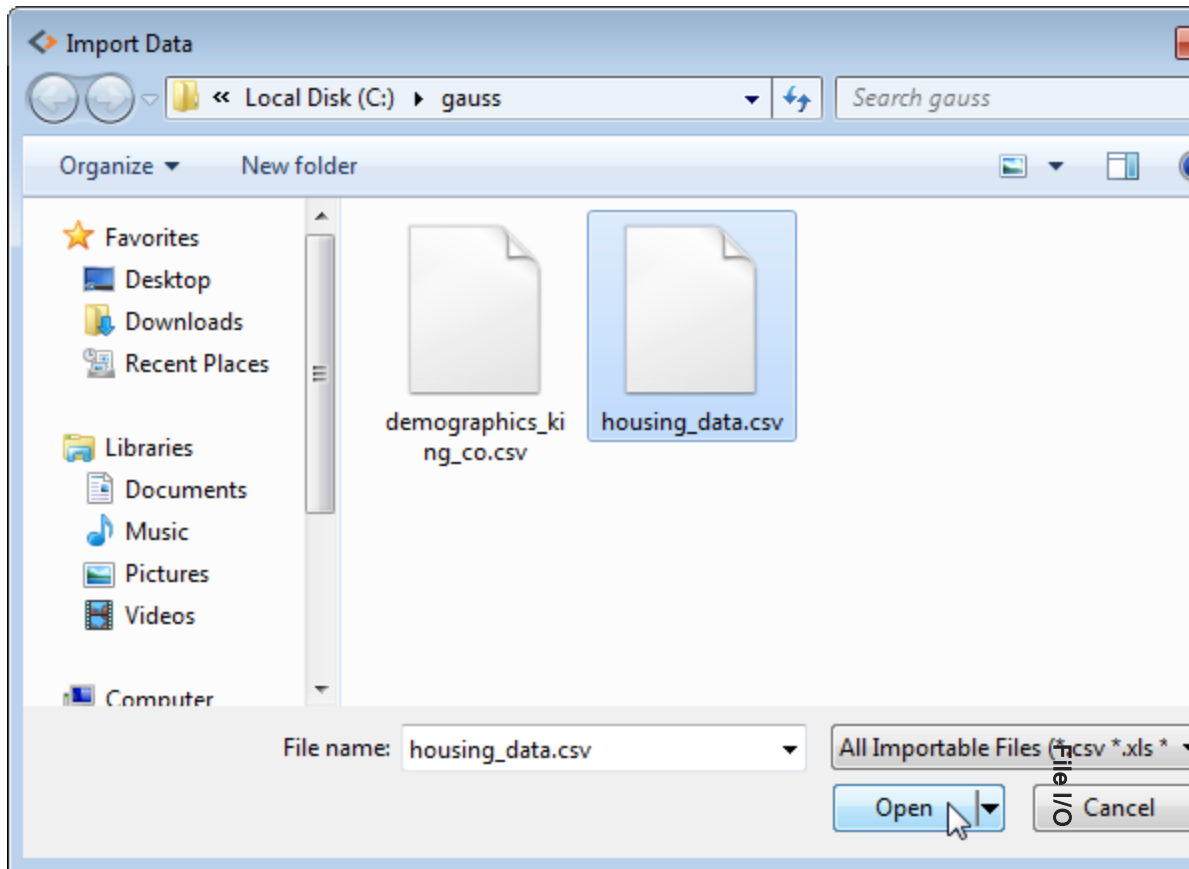 Import Data
« Local Disk (C:) gauss
Search gauss
Organize New folder
Favorites
Desktop
Downloads
Recent Places
Libraries
Documents
Music
Pictures
Videos
Computer
demographics_ki
ng_co.csv
housing_data.csv
File name: housing_data.csv
All Importable Files (*.csv *.xls *
Open Cancel
File I/O